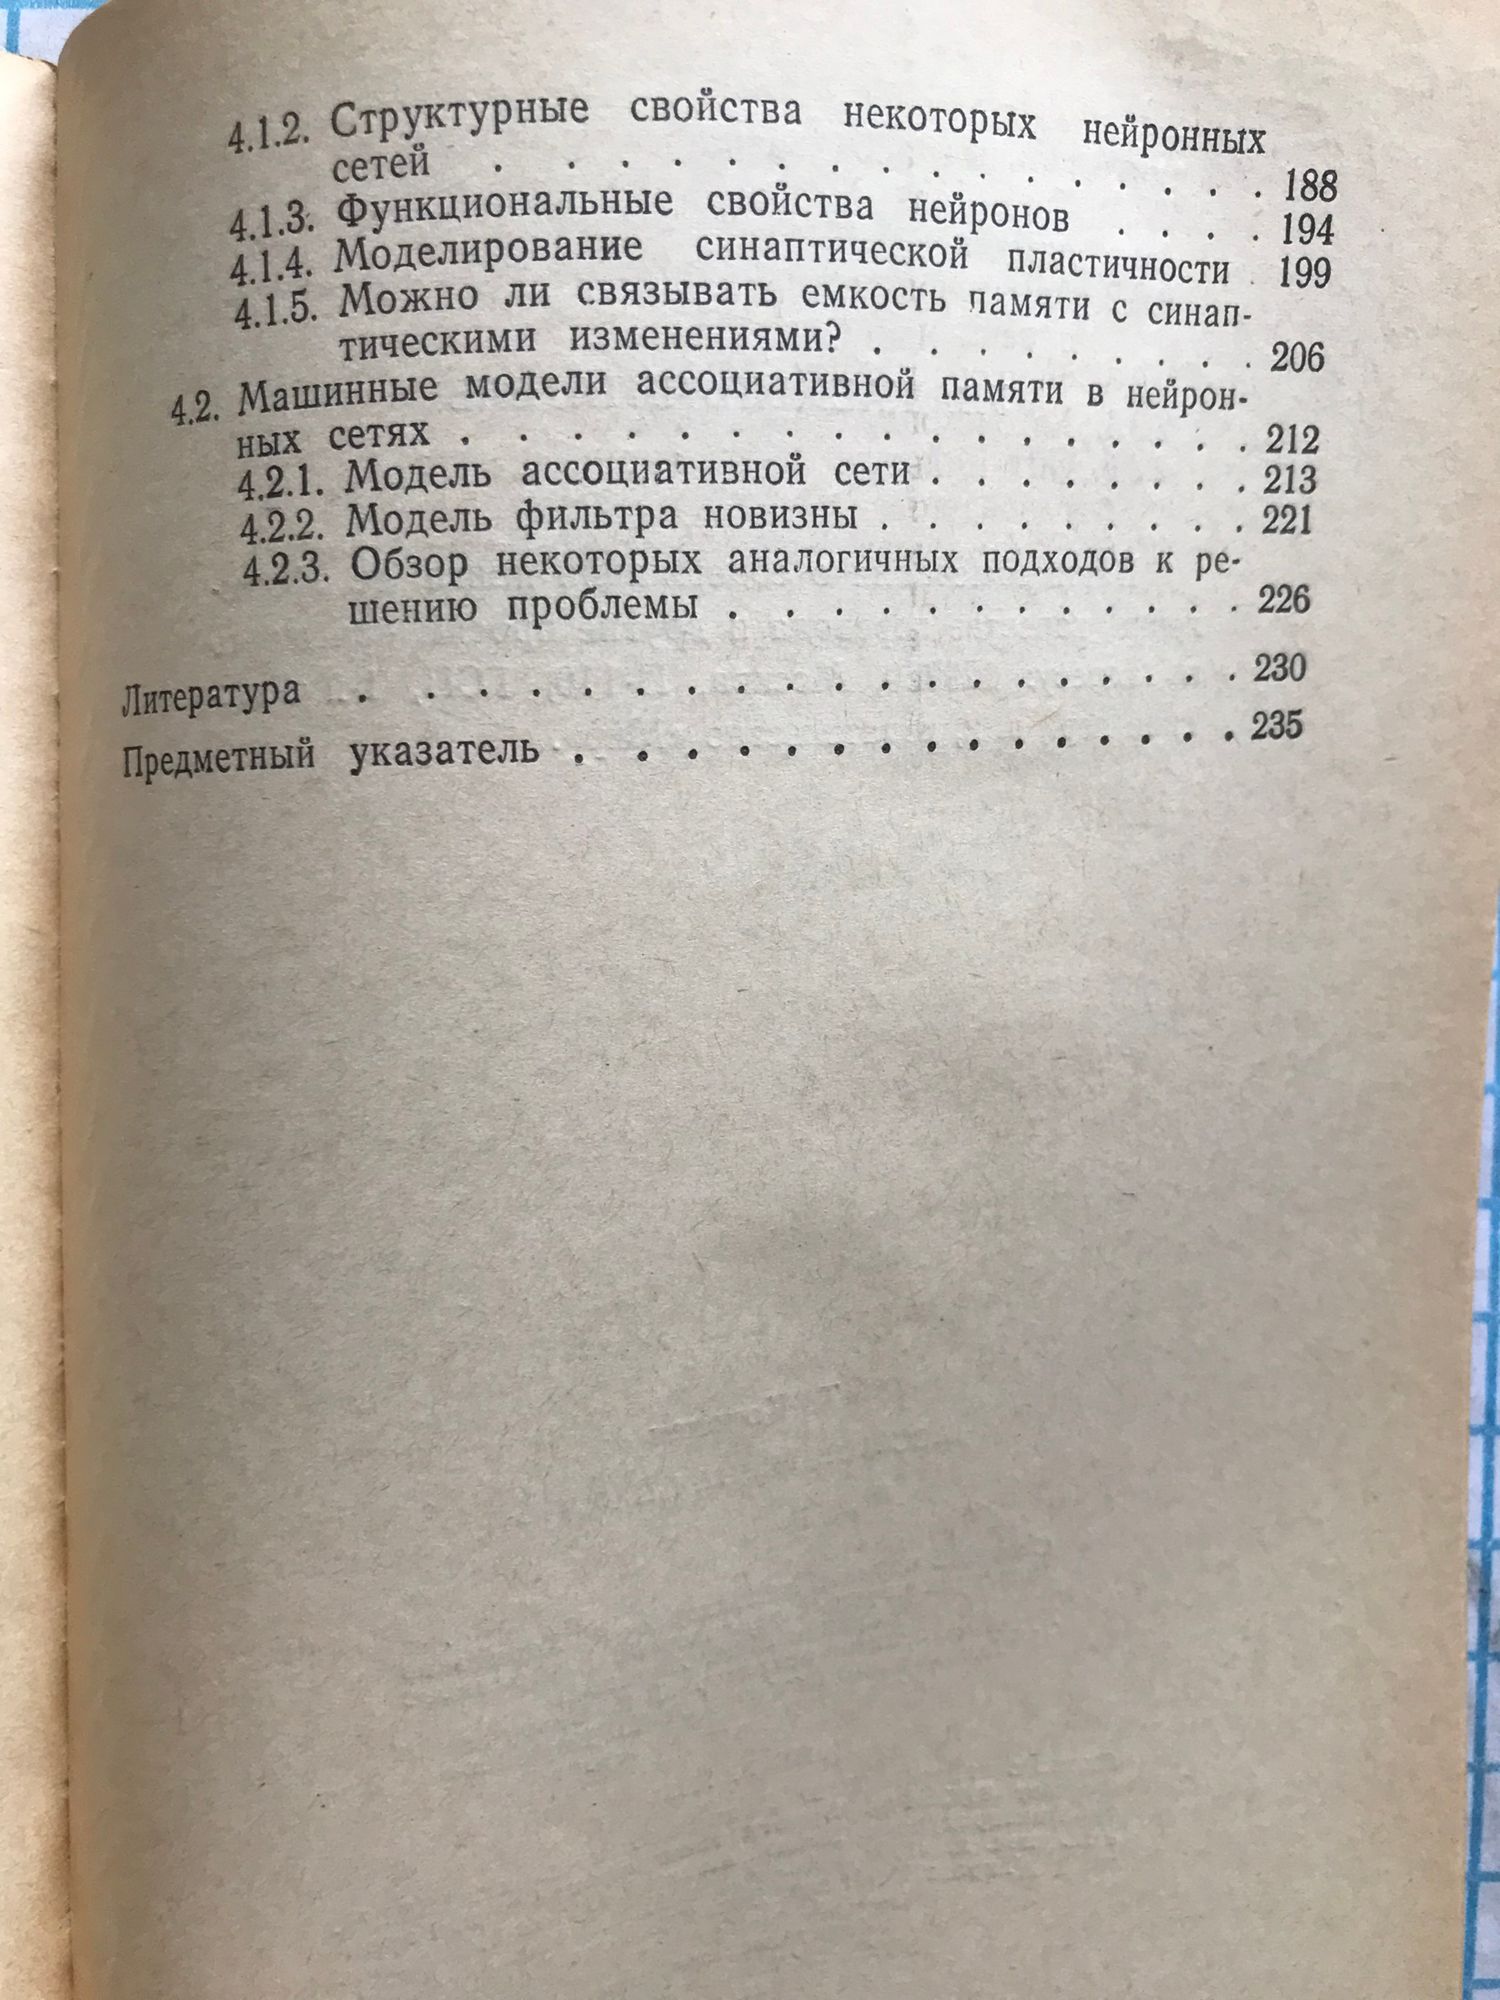 4.1.2. Структурные свойства некоторых нейронных
сетей . . . . . . . . . . . . . . 188
4.1.3. Функциональные свойства нейронов . . . . 194
4.1.4. Моделирование синаптической пластичности . 199
4.1.5. Можно ли связывать емкость памяти с синап-
тическими изменениями? . . . . . . . . . 206
4.2. Машинные модели ассоциативной памяти в нейрон-
ных сетях . . . . . . . . . . . . . . . 212
4.2.1. Модель ассоциативной сети . . . . . . . 213
4.2.2. Модель фильтра новизны . . . . . . . . 221
4.2.3. Обзор некоторых аналогичных подходов к ре-
шению проблемы . . . . . . . . . . . 226
Литература . . . . . . . . . . . . . . . . . 230
Предметный указатель . . . . . . . . . . . . . . 235